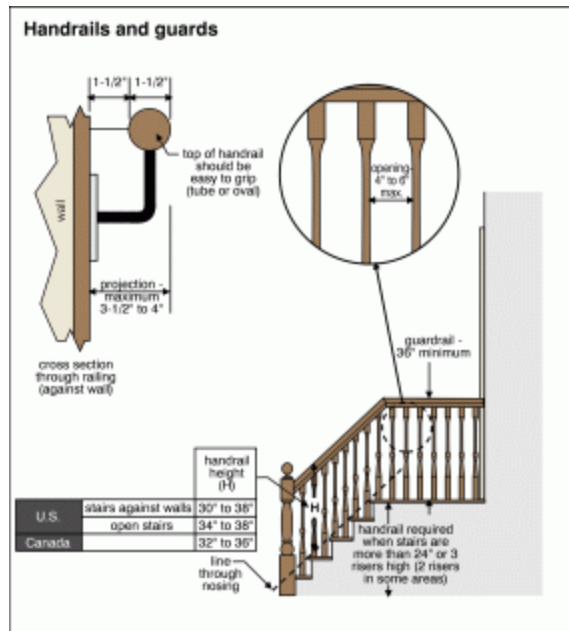 Handrails and guards
1-1/2" 1-1/2"
top of handrail
should be
easy to grip
(tube or oval)
wall
projection -
maximum
3-1/2" to 4"
cross section
through railing
(against wall)
opening-
4" to 6"
max.
guardrail -
36" minimum
handrail
height
(H)
U.S.
stairs against walls 30" to 38"
open stairs 34" to 38"
Canada 32" to 36"
H
line
through
nosing
handrail required
when stairs are
more than 24" or 3
risers high (2 risers
in some areas)